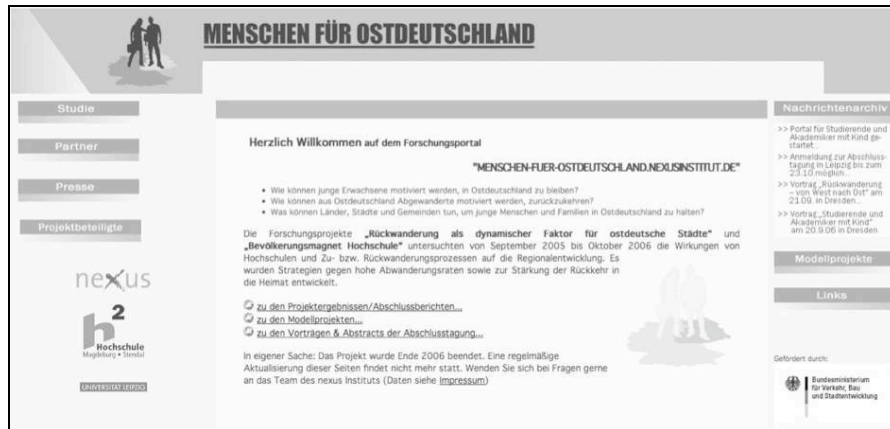 MENSCHEN FÜR OSTDEUTSCHLAND
Studie
Partner
Presse
Projektbeteiligte
nexus
h2
Hochschule
Magdeburg • Stendal
UNIVERSITÄT LEIPZIG
Herzlich Willkommen auf dem Forschungsportal
"MENSCHEN-FUER-OSTDEUTSCHLAND.NEXUSINSTITUT.DE"
• Wie können junge Erwachsene motiviert werden, in Ostdeutschland zu bleiben?
• Wie können aus Ostdeutschland Abgewanderte motiviert werden, zurückzukehren?
• Was können Länder, Städte und Gemeinden tun, um junge Menschen und Familien in Ostdeutschland zu halten?
Die Forschungsprojekte „Rückwanderung als dynamischer Faktor für ostdeutsche Städte" und
„Bevölkerungsmagnet Hochschule" untersuchten von September 2005 bis Oktober 2006 die Wirkungen von
Hochschulen und Zu- bzw. Rückwanderungsprozessen auf die Regionalentwicklung. Es
wurden Strategien gegen hohe Abwanderungsraten sowie zur Stärkung der Rückkehr in
die Heimat entwickelt.
zu den Projektergebnissen/Abschlussberichten...
zu den Modellprojekten...
zu den Vorträgen & Abstracts der Abschlusstagung...
In eigener Sache: Das Projekt wurde Ende 2006 beendet. Eine regelmäßige
Aktualisierung dieser Seiten findet nicht mehr statt. Wenden Sie sich bei Fragen gerne
an das Team des nexus Instituts (Daten siehe Impressum)
Nachrichtenarchiv
>> Portal für Studierende und
Akademiker mit Kind ge-
startet...
>> Anmeldung zur Abschluss-
tagung in Leipzig bis zum
23.10.möglich...
>> Vortrag „Rückwanderung
– von West nach Ost" am
21.09. in Dresden...
>> Vortrag „Studierende und
Akademiker mit Kind"
am 20.9.06 in Dresden
Modellprojekte
Links
Gefördert durch:
Bundesministerium
für Verkehr, Bau
und Stadtentwicklung